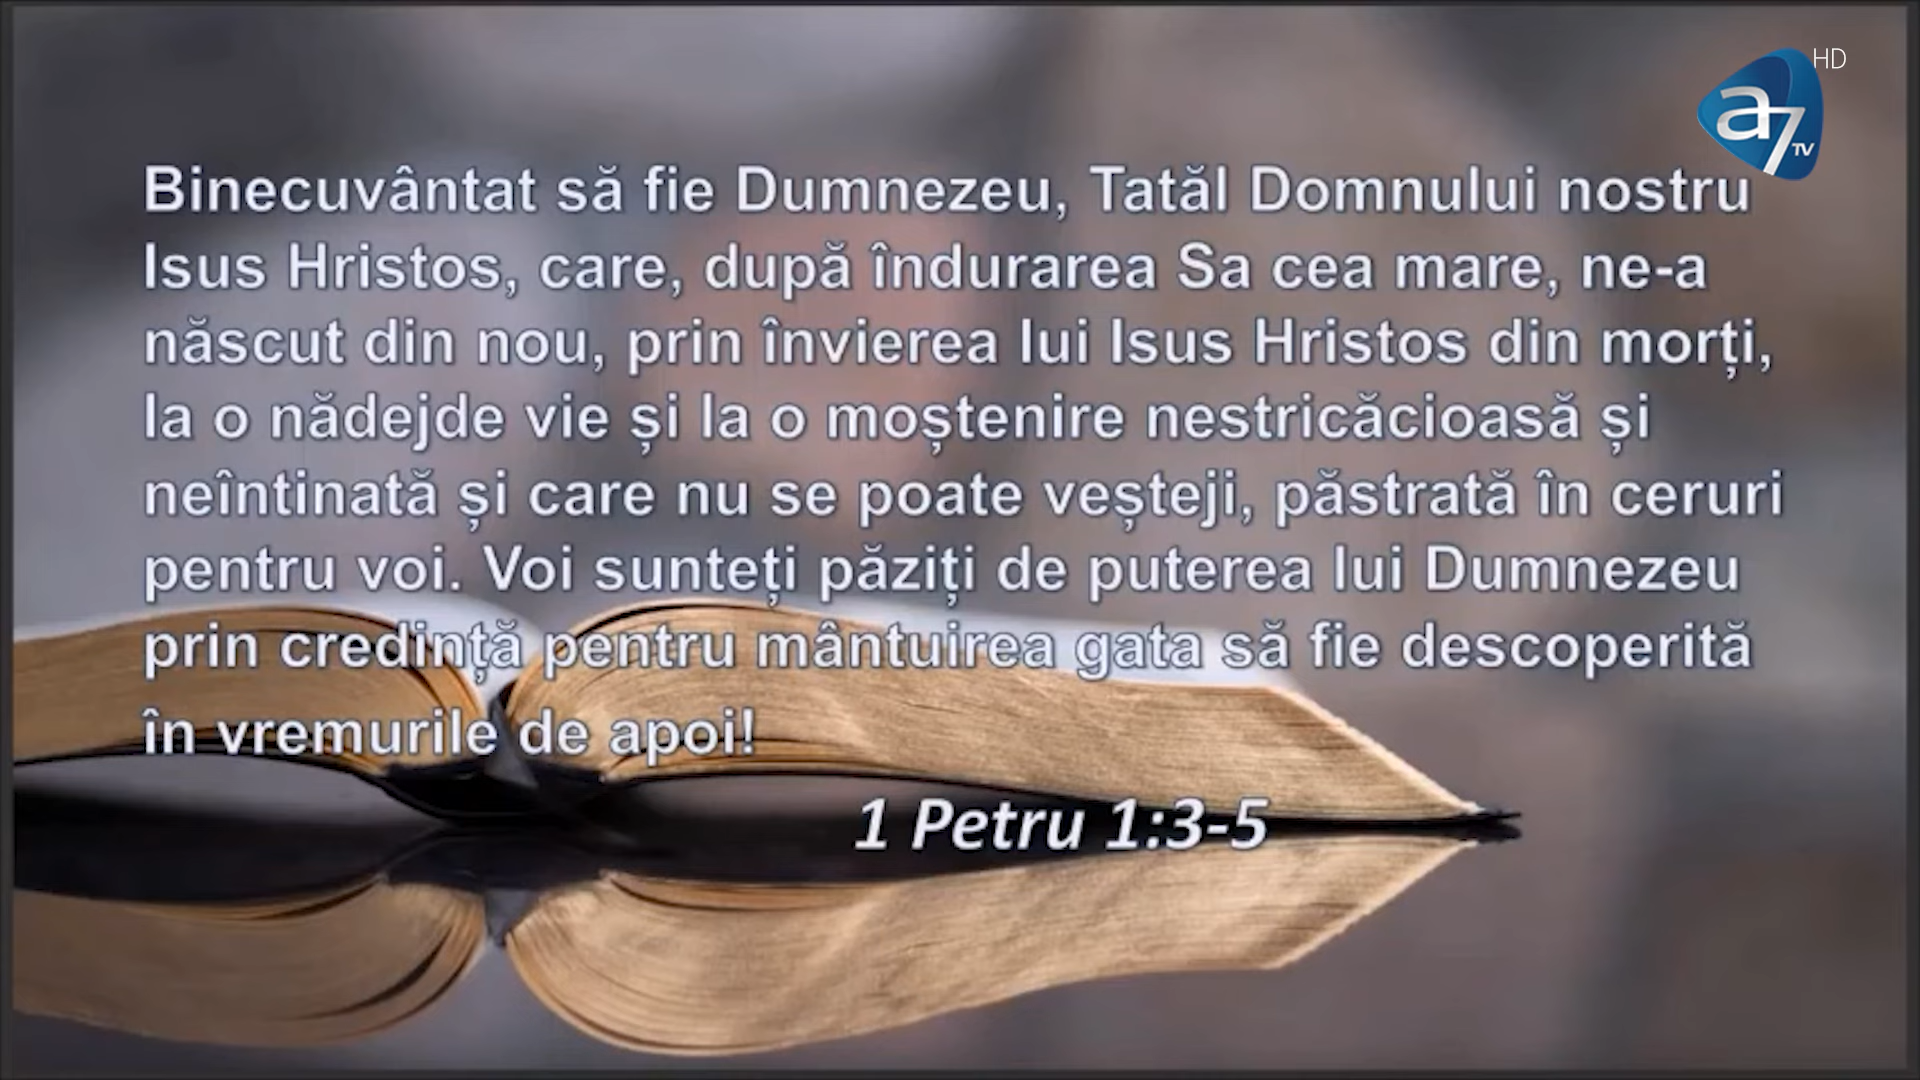 HD
a7 TV
Binecuvântat să fie Dumnezeu, Tatăl Domnului nostru
Isus Hristos, care, după îndurarea Sa cea mare, ne-a
născut din nou, prin învierea lui Isus Hristos din morți,
la o nădejde vie și la o moștenire nestricăcioasă și
neîntinată și care nu se poate veșteji, păstrată în ceruri
pentru voi. Voi sunteți păziți de puterea lui Dumnezeu
prin credință pentru mântuirea gata să fie descoperită
în vremurile de apoi!
1 Petru 1:3-5